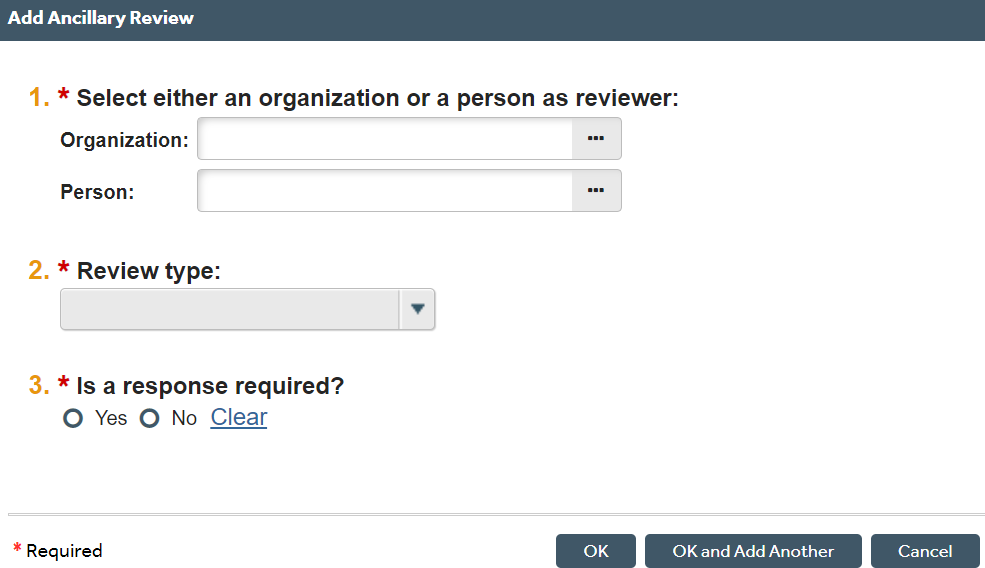 Add Ancillary Review
1. * Select either an organization or a person as reviewer:
Organization: ...
Person: ...
2. * Review type:
3. * Is a response required?
Yes No Clear
* Required OK OK and Add Another Cancel